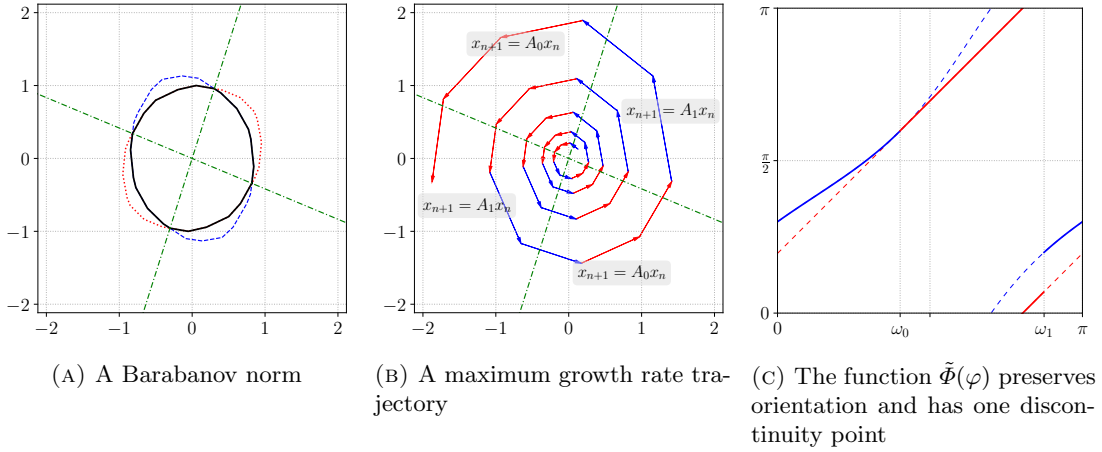 2
1
0
−1
−2
−2 −1 0 1 2
(A) A Barabanov norm
2
1
0
−1
−2
−2 −1 0 1 2
x_{n+1} = A_0x_n
x_{n+1} = A_1x_n
x_{n+1} = A_1x_n
x_{n+1} = A_0x_n
(B) A maximum growth rate tra-
jectory
π
π/2
0
0 ω_0 ω_1 π
(C) The function Φ̃(φ) preserves
orientation and has one discon-
tinuity point